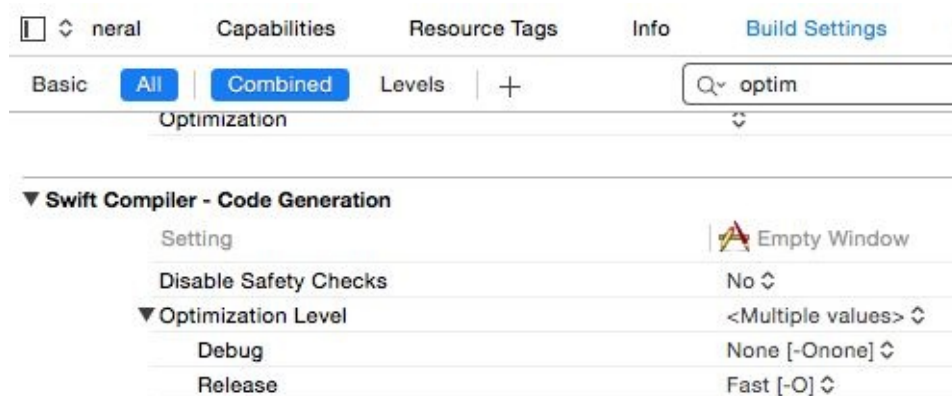 neral Capabilities Resource Tags Info Build Settings
Basic All Combined Levels + optim
Optimization
Swift Compiler - Code Generation
Setting Empty Window
Disable Safety Checks No
Optimization Level <Multiple values>
Debug None [-Onone]
Release Fast [-O]